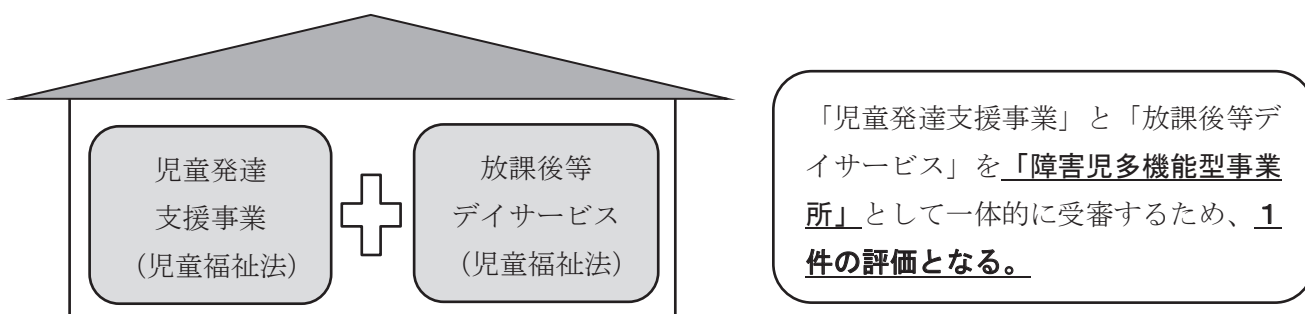 児童発達
支援事業
(児童福祉法)
放課後等
デイサービス
(児童福祉法)
「児童発達支援事業」と「放課後等デ
イサービス」を「障害児多機能型事業
所」として一体的に受審するため、1
件の評価となる。